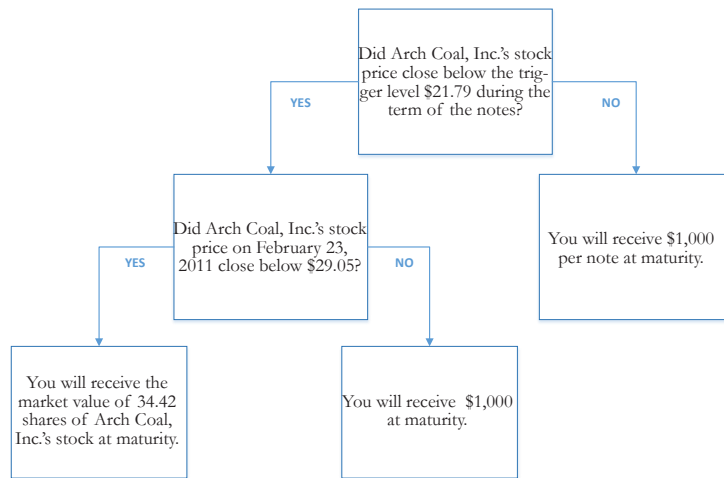 Did Arch Coal, Inc.'s stock
price close below the trig-
ger level $21.79 during the
term of the notes?
YES
NO
Did Arch Coal, Inc.'s stock
price on February 23,
2011 close below $29.05?
You will receive $1,000
per note at maturity.
YES
NO
You will receive the
market value of 34.42
shares of Arch Coal,
Inc.'s stock at maturity.
You will receive $1,000
at maturity.